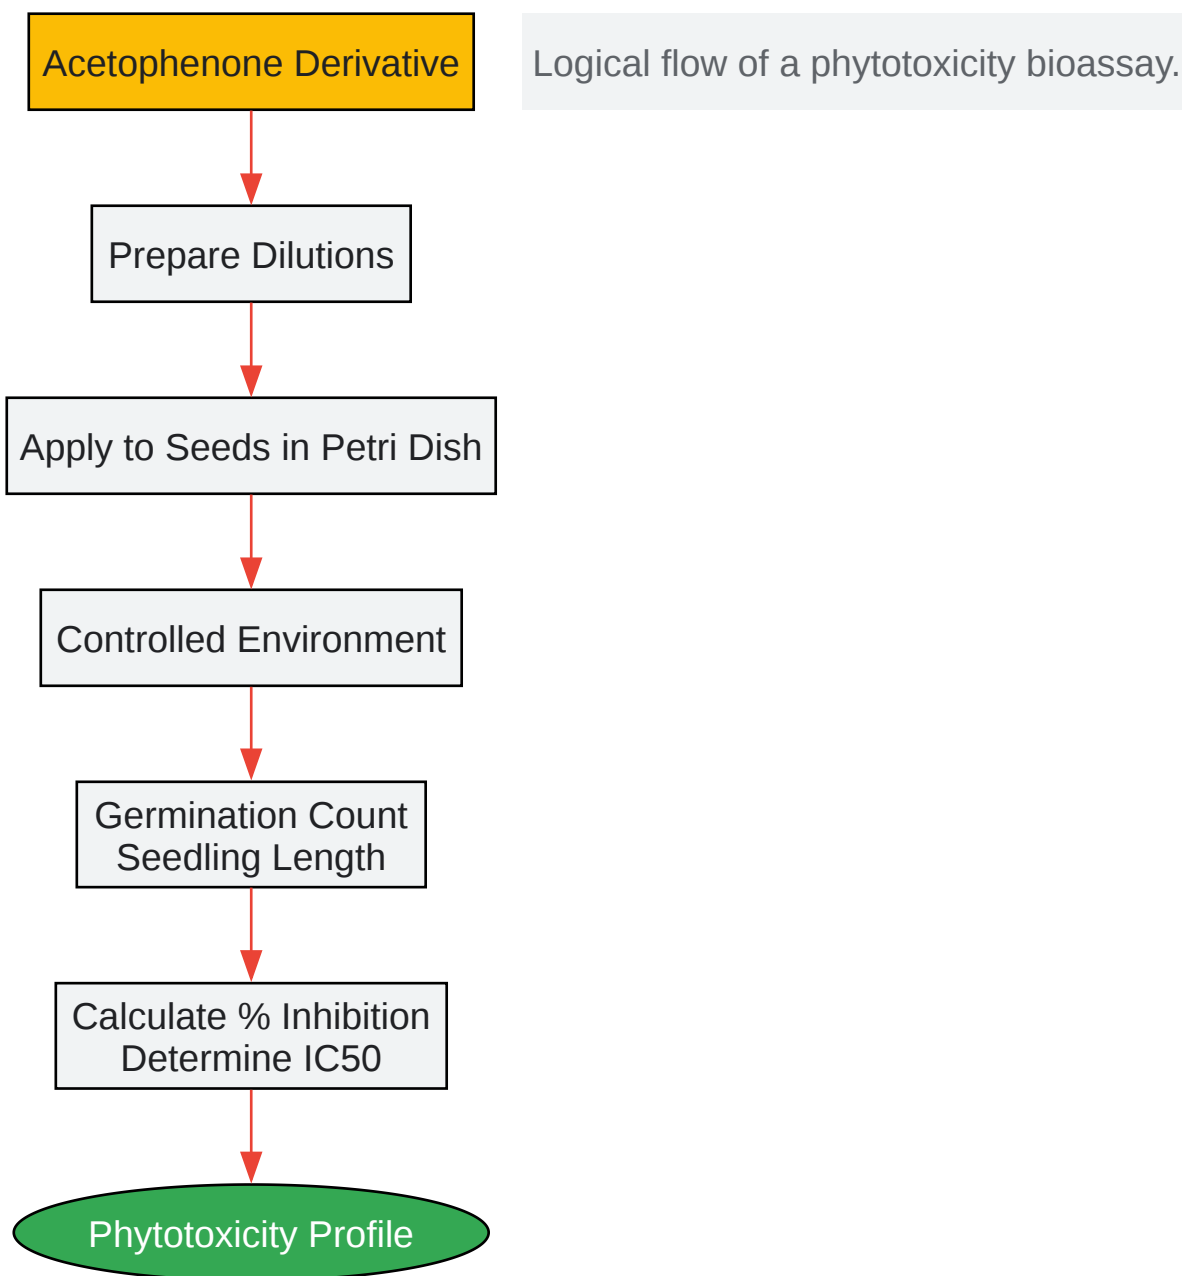 Acetophenone Derivative
Logical flow of a phytotoxicity bioassay.
Prepare Dilutions
Apply to Seeds in Petri Dish
Controlled Environment
Germination Count
Seedling Length
Calculate % Inhibition
Determine IC50
Phytotoxicity Profile